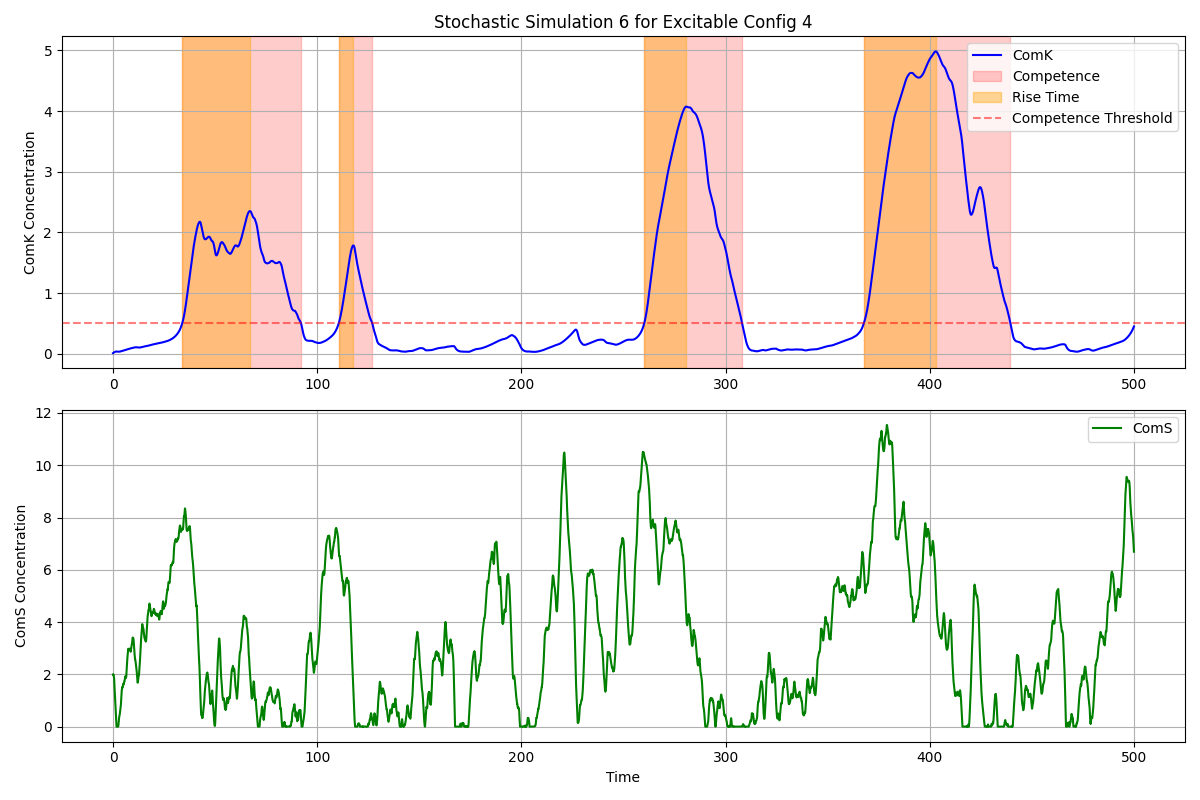 Stochastic Simulation 6 for Excitable Config 4
ComK Concentration
5
4
3
2
1
0
ComK
Competence
Rise Time
Competence Threshold
0 100 200 300 400 500
ComS Concentration
12
10
8
6
4
2
0
ComS
0 100 200 300 400 500
Time